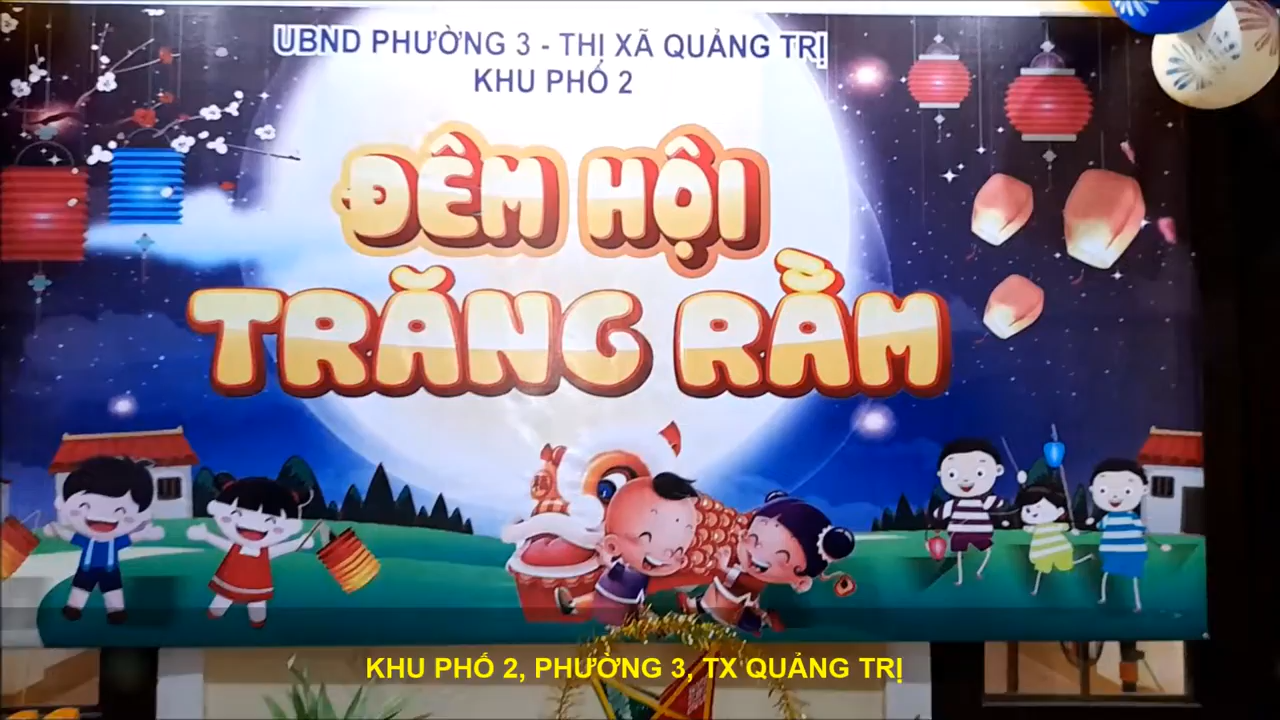 UBND PHƯỜNG 3 - THỊ XÃ QUẢNG TRỊ
KHU PHỐ 2
ĐÊM HỘI
TRĂNG RẰM
KHU PHỐ 2, PHƯỜNG 3, TX QUẢNG TRỊ